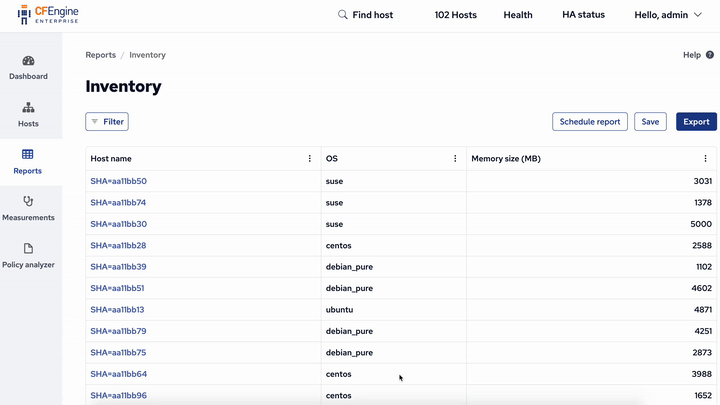 CFEngine
ENTERPRISE
Find host
102 Hosts
Health
HA status
Hello, admin
Dashboard
Hosts
Reports
Measurements
Policy analyzer
Reports / Inventory
Help
Inventory
Filter
Schedule report
Save
Export
Host name OS Memory size (MB)
SHA=aa11bb50 suse 3031
SHA=aa11bb74 suse 1378
SHA=aa11bb30 suse 5000
SHA=aa11bb28 centos 2588
SHA=aa11bb39 debian_pure 1102
SHA=aa11bb51 debian_pure 4602
SHA=aa11bb13 ubuntu 4871
SHA=aa11bb79 debian_pure 4251
SHA=aa11bb75 debian_pure 2873
SHA=aa11bb64 centos 3988
SHA=aa11bb96 centos 1652